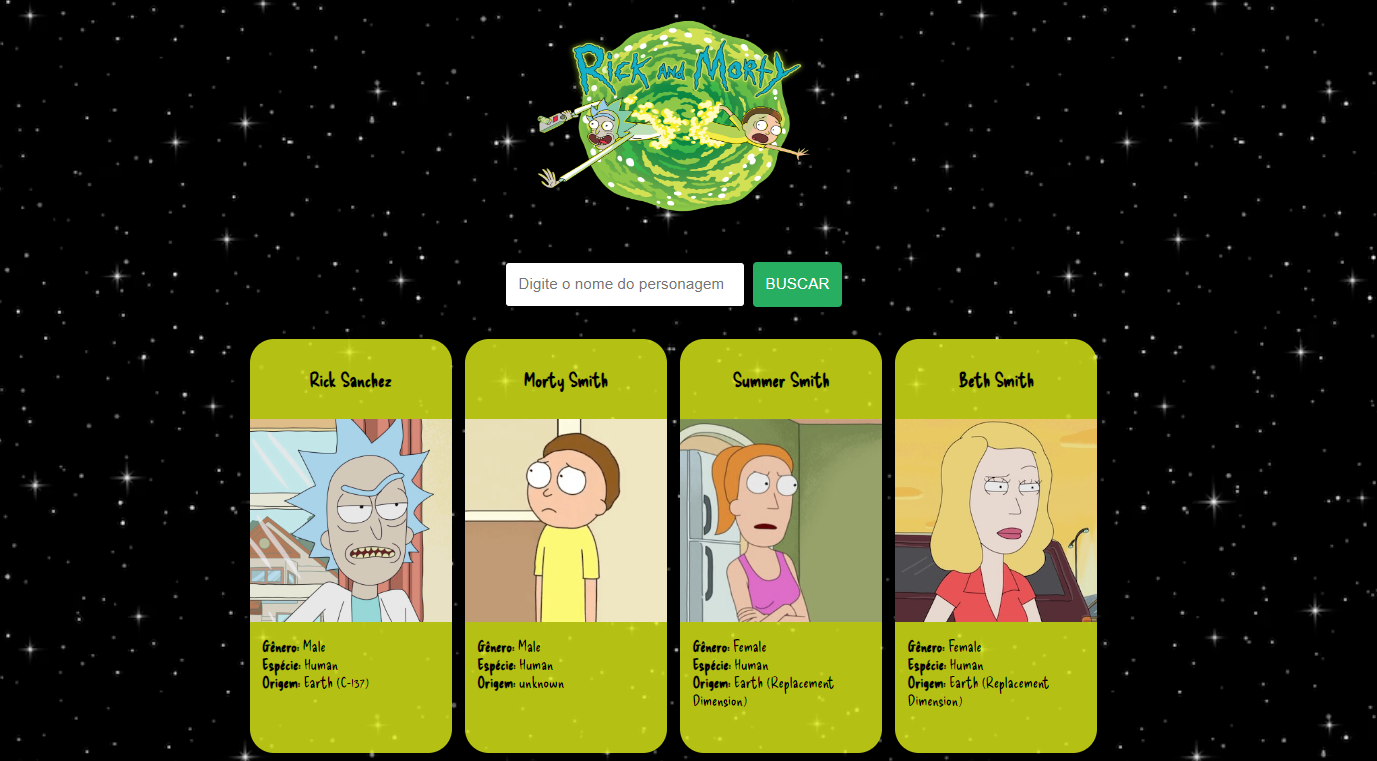 Rick and Morty
Digite o nome do personagem
BUSCAR
Rick Sanchez
Morty Smith
Summer Smith
Beth Smith
Gênero: Male
Espécie: Human
Origem: Earth (C-137)
Gênero: Male
Espécie: Human
Origem: unknown
Gênero: Female
Espécie: Human
Origem: Earth (Replacement
Dimension)
Gênero: Female
Espécie: Human
Origem: Earth (Replacement
Dimension)